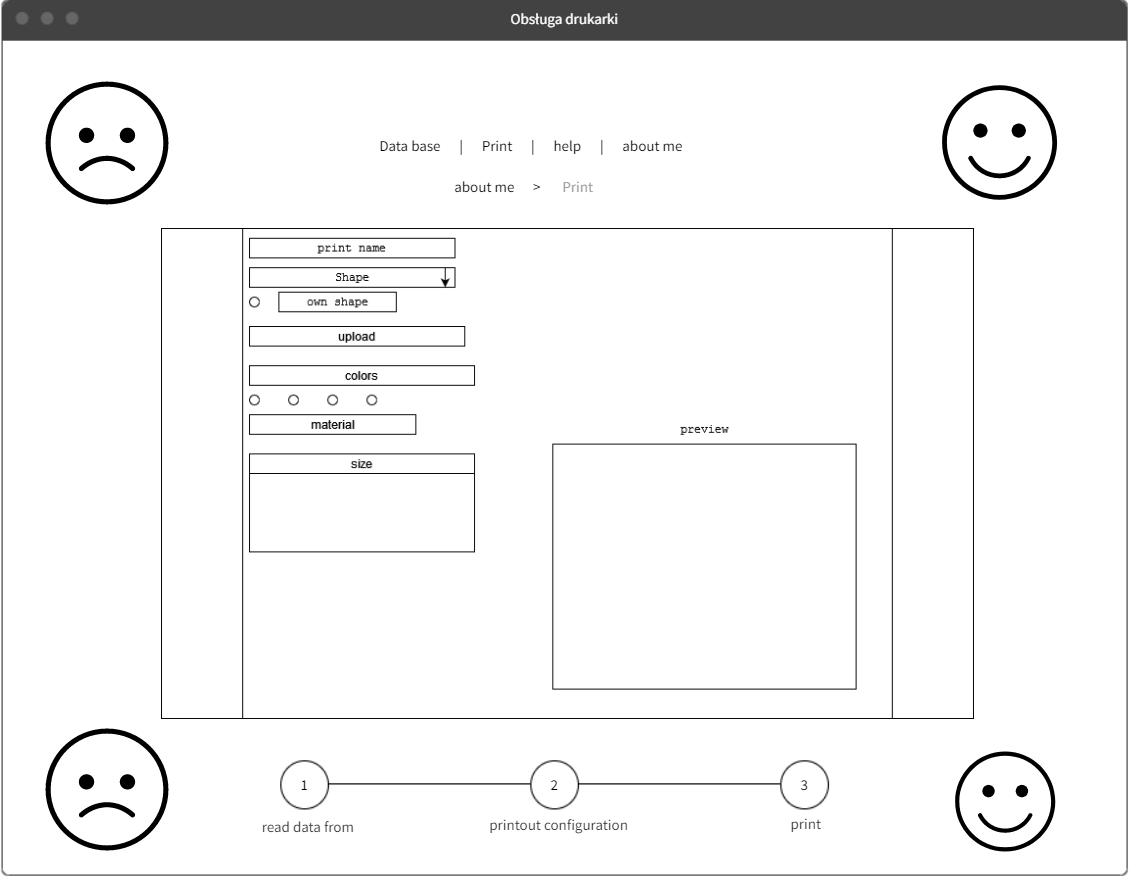 Obsługa drukarki
Data base | Print | help | about me
about me > Print
print name
Shape
own shape
upload
colors
material
size
preview
1 2 3
read data from printout configuration print